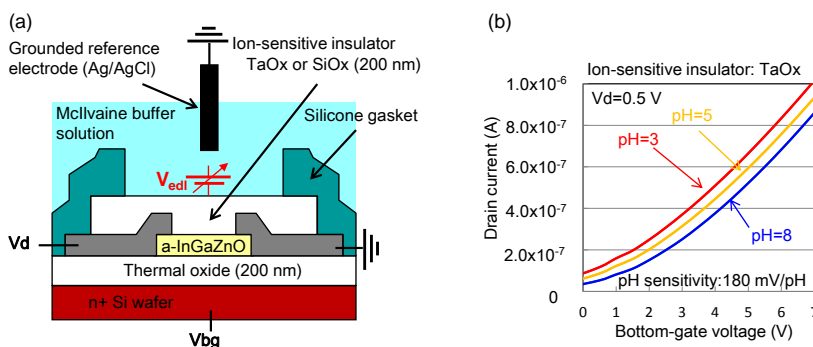 (a)
Grounded reference
electrode (Ag/AgCl)
Ion-sensitive insulator
TaOx or SiOx (200 nm)
McIlvaine buffer
solution
Silicone gasket
Vedl
Vd
a-InGaZnO
Thermal oxide (200 nm)
n+ Si wafer
Vbg
(b)
Ion-sensitive insulator: TaOx
Drain current (A)
1.0x10-6
8.0x10-7
6.0x10-7
4.0x10-7
2.0x10-7
0
Vd=0.5 V
pH=5
pH=3
pH=8
pH sensitivity:180 mV/pH
0 1 2 3 4 5 6 7
Bottom-gate voltage (V)